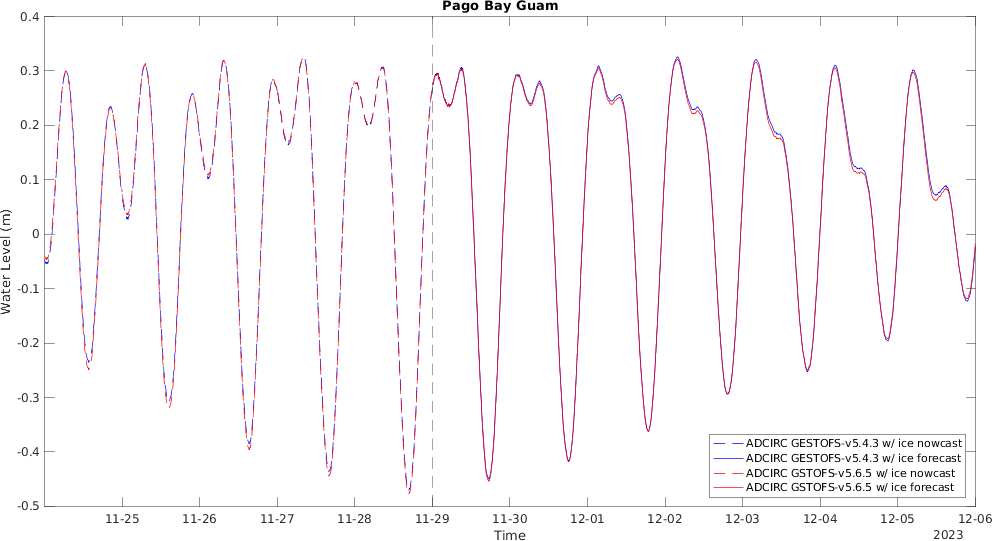 Pago Bay Guam
0.4
0.3
0.2
0.1
0
-0.1
-0.2
-0.3
-0.4
-0.5
Water Level (m)
11-25 11-26 11-27 11-28 11-29 11-30 12-01 12-02 12-03 12-04 12-05 12-06
Time
2023
ADCIRC GESTOFS-v5.4.3 w/ ice nowcast
ADCIRC GESTOFS-v5.4.3 w/ ice forecast
ADCIRC GSTOFS-v5.6.5 w/ ice nowcast
ADCIRC GSTOFS-v5.6.5 w/ ice forecast